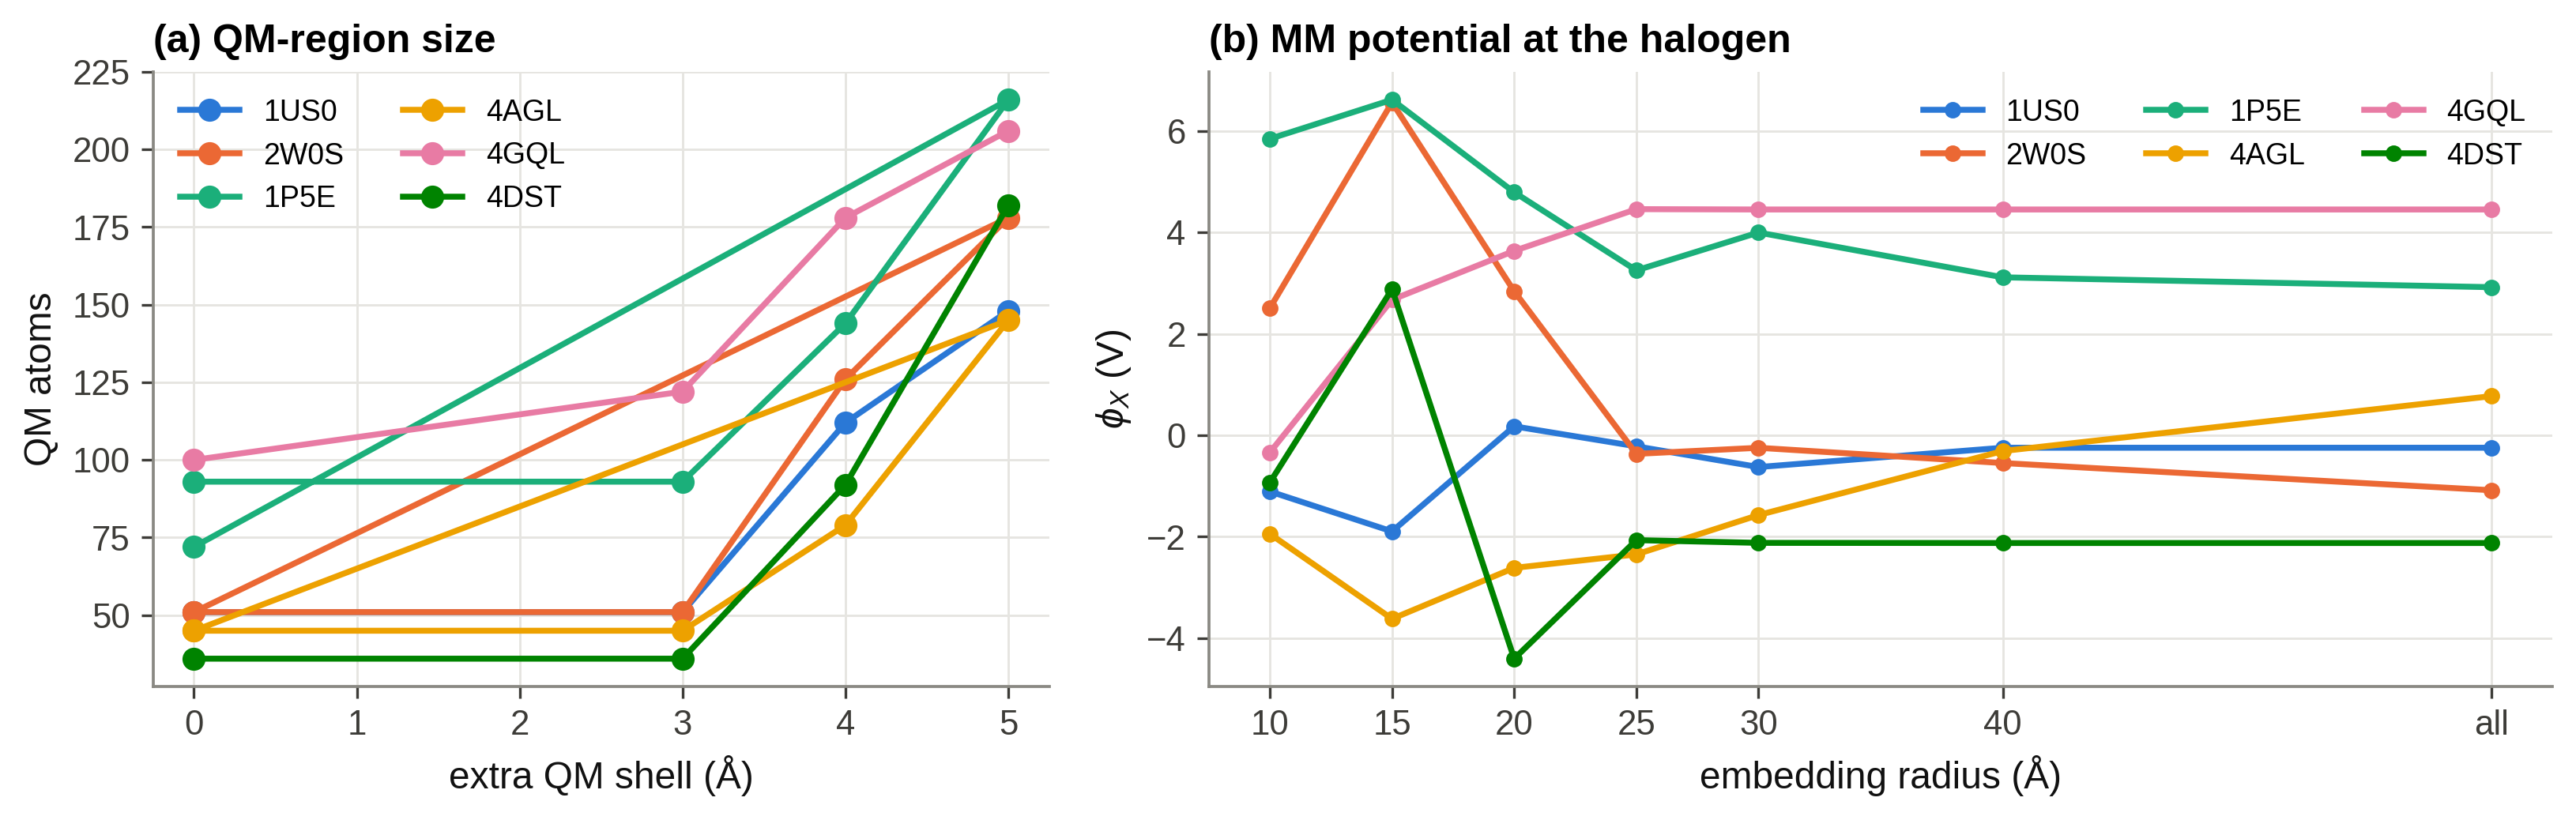 (a) QM-region size
225
200
175
150
125
100
75
50
QM atoms
1US0
2W0S
1P5E
4AGL
4GQL
4DST
0 1 2 3 4 5
extra QM shell (Å)
(b) MM potential at the halogen
6
4
2
0
−2
−4
ϕX (V)
1US0
2W0S
1P5E
4AGL
4GQL
4DST
10 15 20 25 30 40 all
embedding radius (Å)